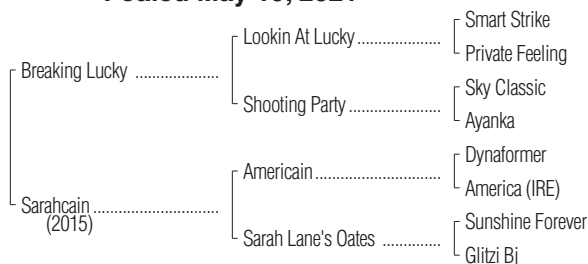 Foaled May 2021
Smart Strike
Lookin At Lucky
Private Feeling
Breaking Lucky
Sky Classic
Shooting Party
Ayanka
Dynaformer
Americain
America (IRE)
Sarahcain
(2015)
Sunshine Forever
Sarah Lane's Oates
Glitzi Bj